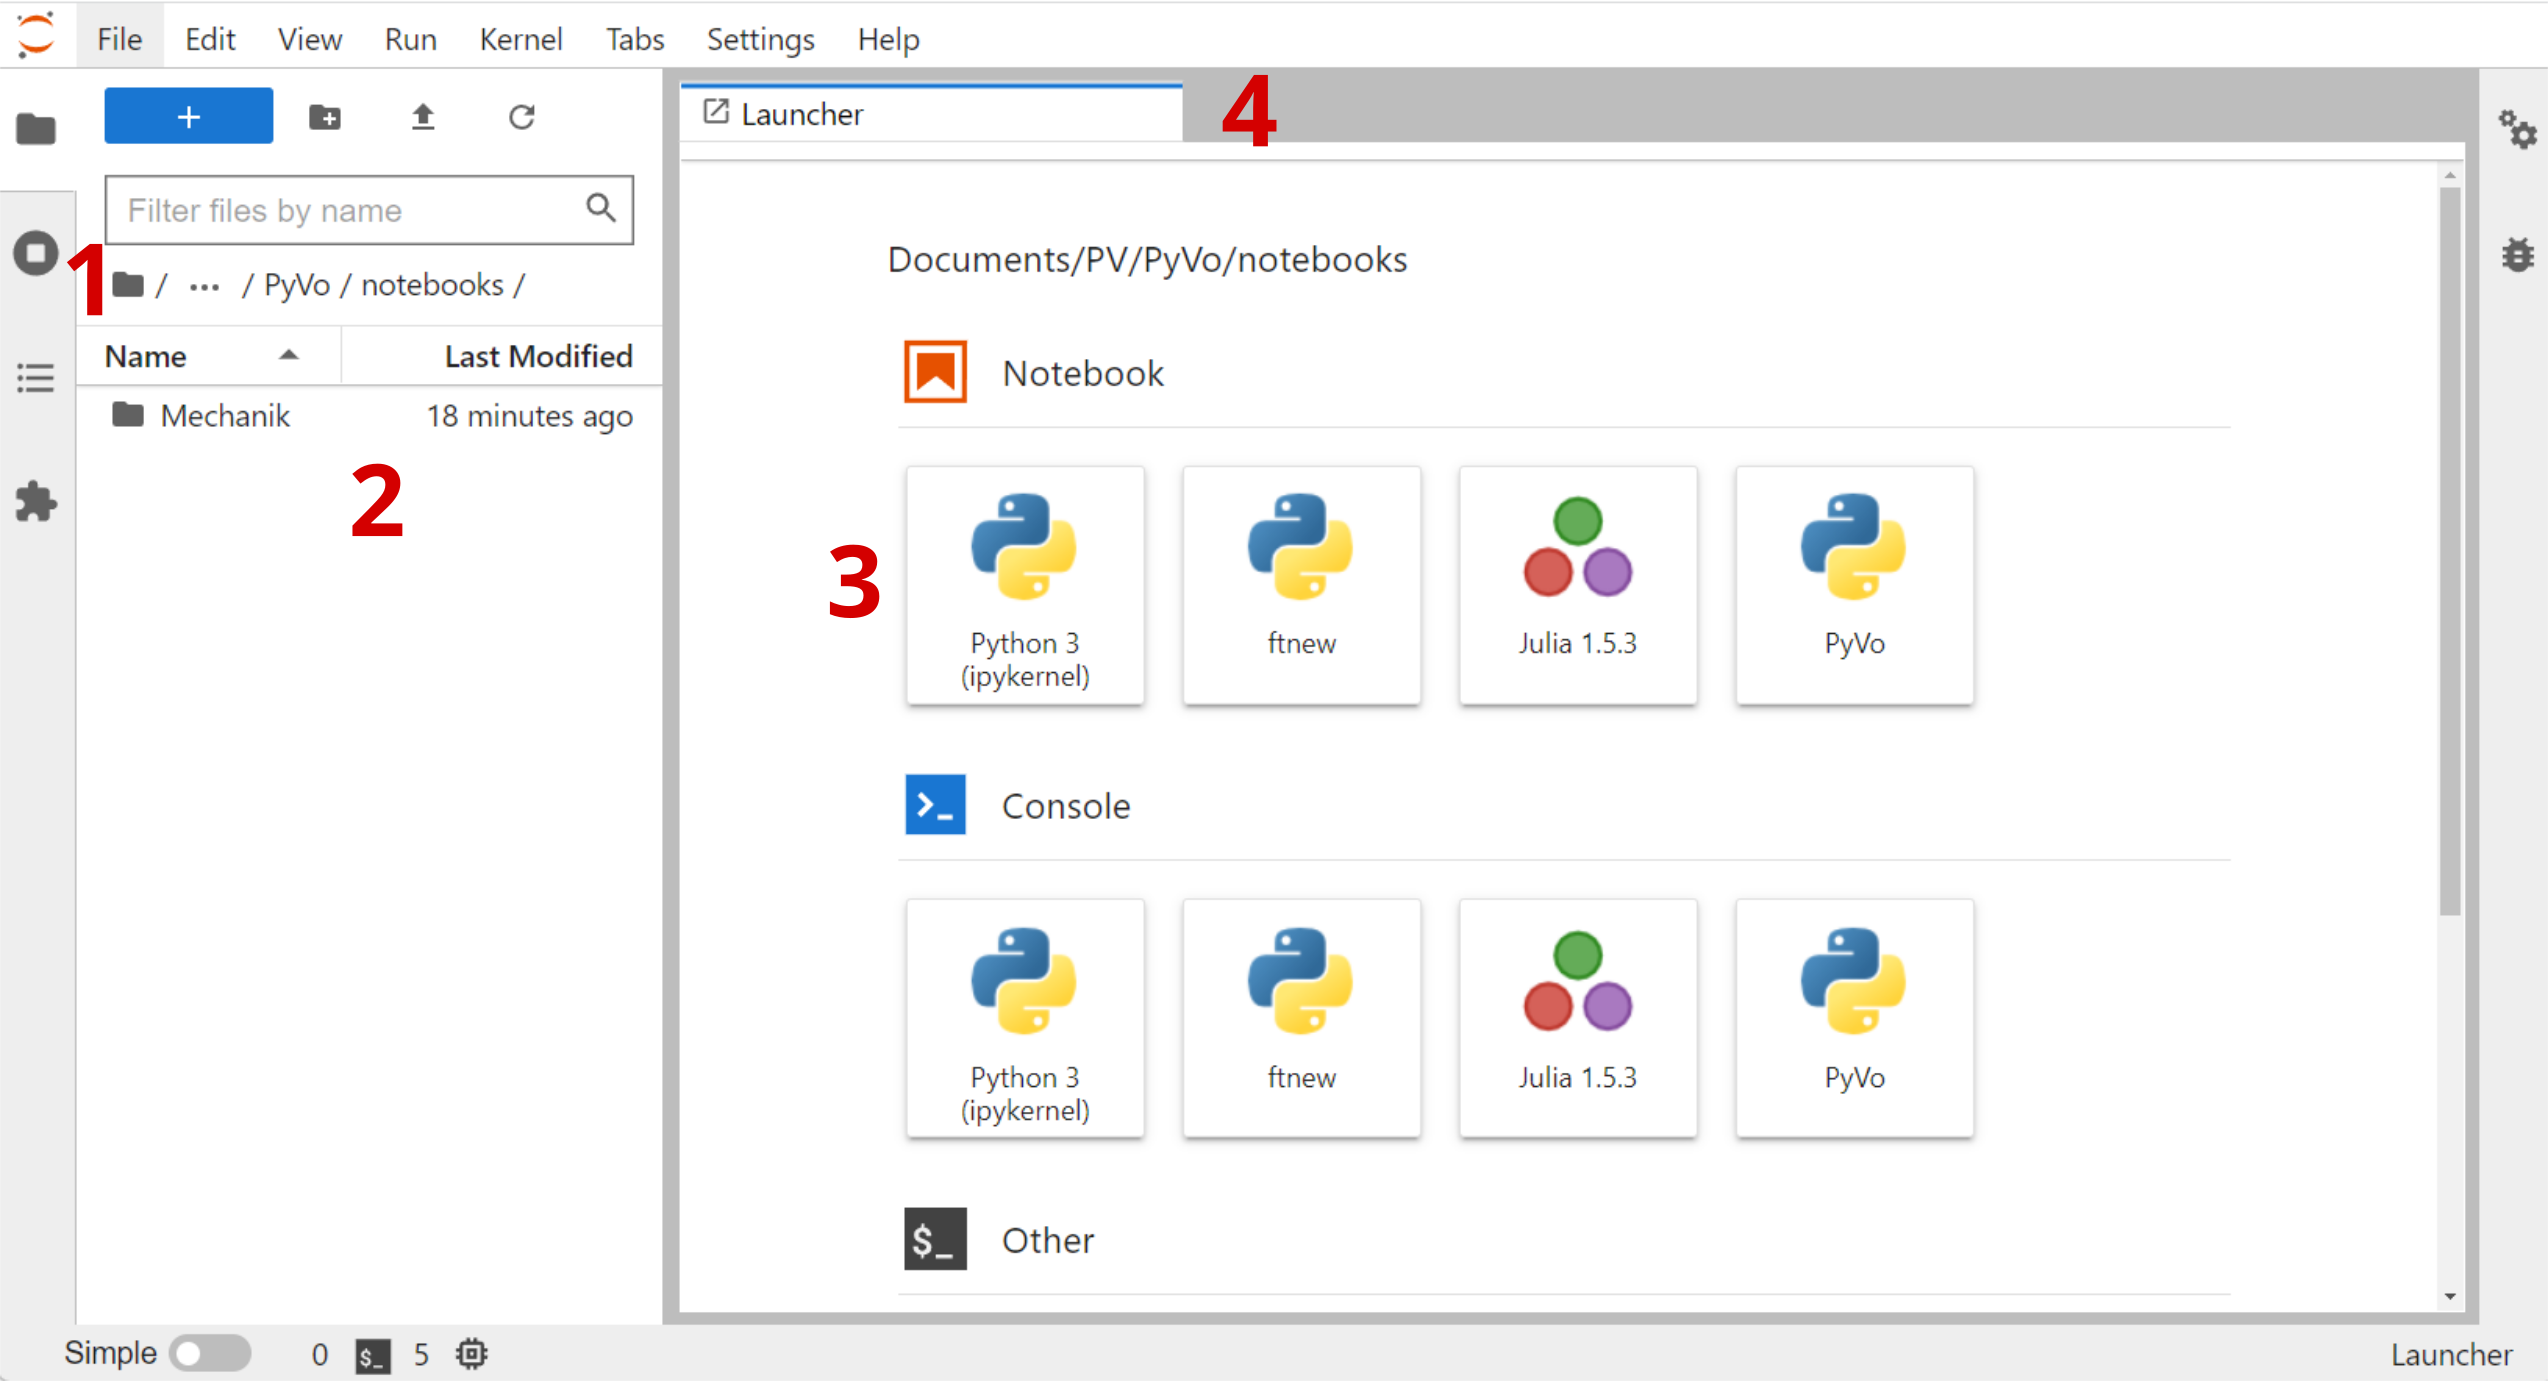 File Edit View Run Kernel Tabs Settings Help
+
Launcher
4
Filter files by name
1
/ ... / PyVo / notebooks /
Name Last Modified
Mechanik 18 minutes ago
2
Documents/PV/PyVo/notebooks
Notebook
3
Python 3 (ipykernel)
ftnew
Julia 1.5.3
PyVo
>_ Console
Python 3 (ipykernel)
ftnew
Julia 1.5.3
PyVo
$_ Other
Simple 0 $_ 5 Launcher